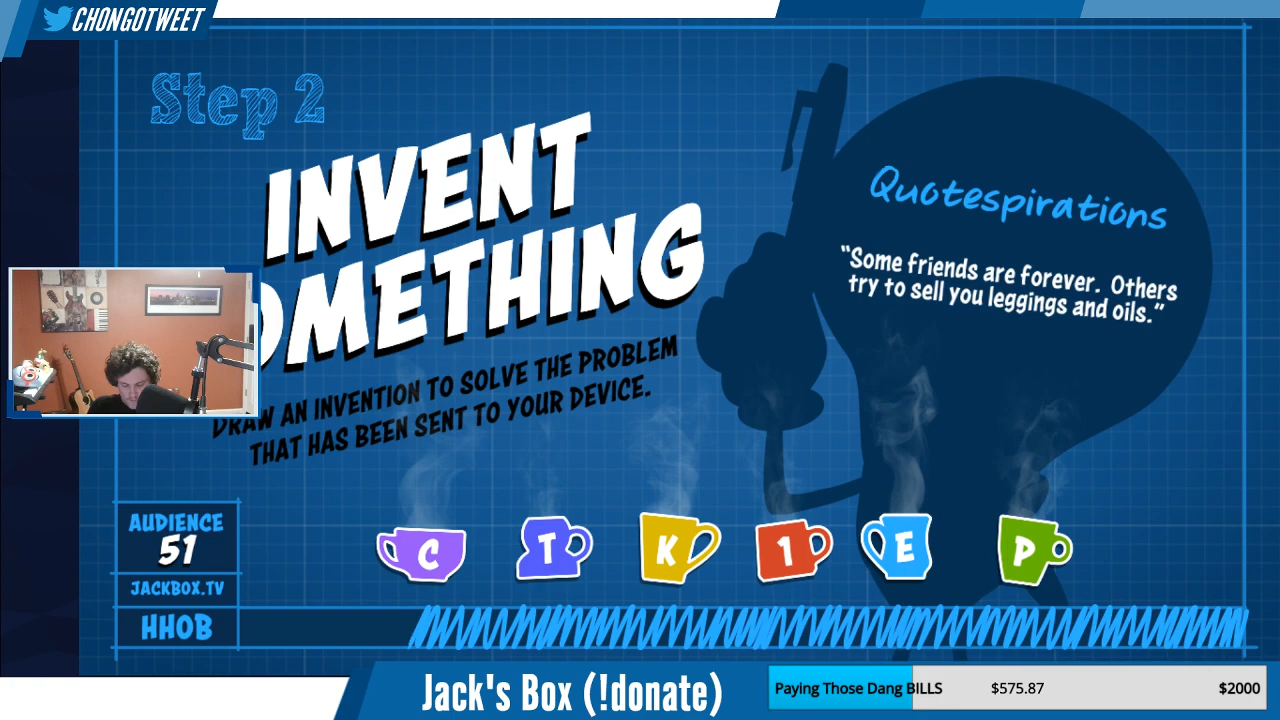 CHONGOTWEET
Step 2
INVENT
OMETHING
DRAW AN INVENTION TO SOLVE THE PROBLEM
THAT HAS BEEN SENT TO YOUR DEVICE.
Quotespirations
“Some friends are forever. Others
try to sell you leggings and oils.”
C T K 1 E P
AUDIENCE
51
JACKBOX.TV
HHOB
Jack's Box (!donate)
Paying Those Dang BILLS $575.87 $2000